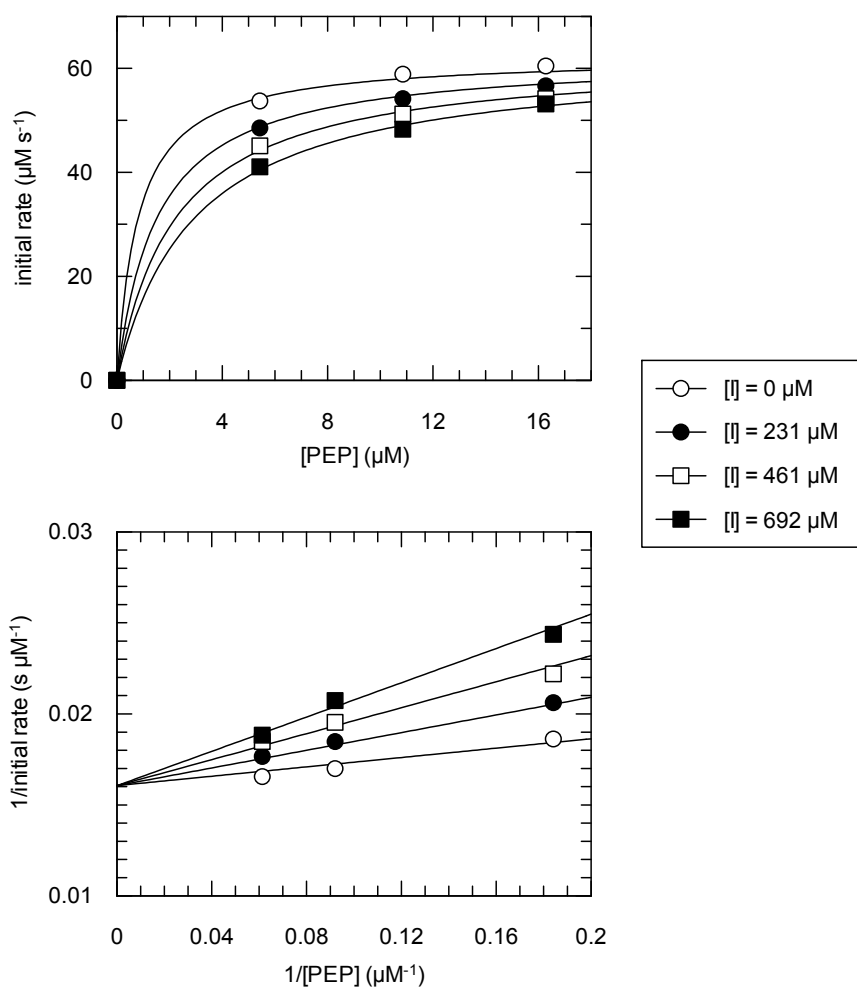 60
40
20
0
initial rate (µM s-1)
0 4 8 12 16
[PEP] (µM)
[I] = 0 µM
[I] = 231 µM
[I] = 461 µM
[I] = 692 µM
0.03
0.02
0.01
1/initial rate (s µM-1)
0 0.04 0.08 0.12 0.16 0.2
1/[PEP] (µM-1)